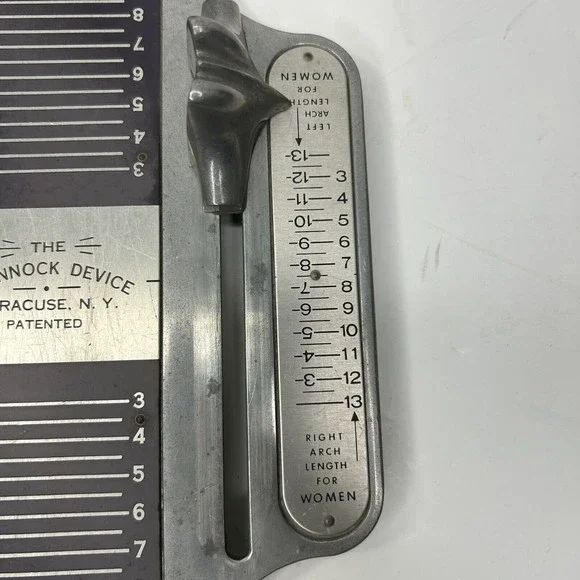 8
7
6
5
4
3
THE
NNOCK DEVICE
RACUSE, N. Y.
PATENTED
3
4
5
6
7
WOMEN
FOR
LENGTH
ARCH
LEFT
13
12 3
11 4
10 5
9 6
8 7
7 8
6 9
5 10
4 11
3 12
13
RIGHT
ARCH
LENGTH
FOR
WOMEN